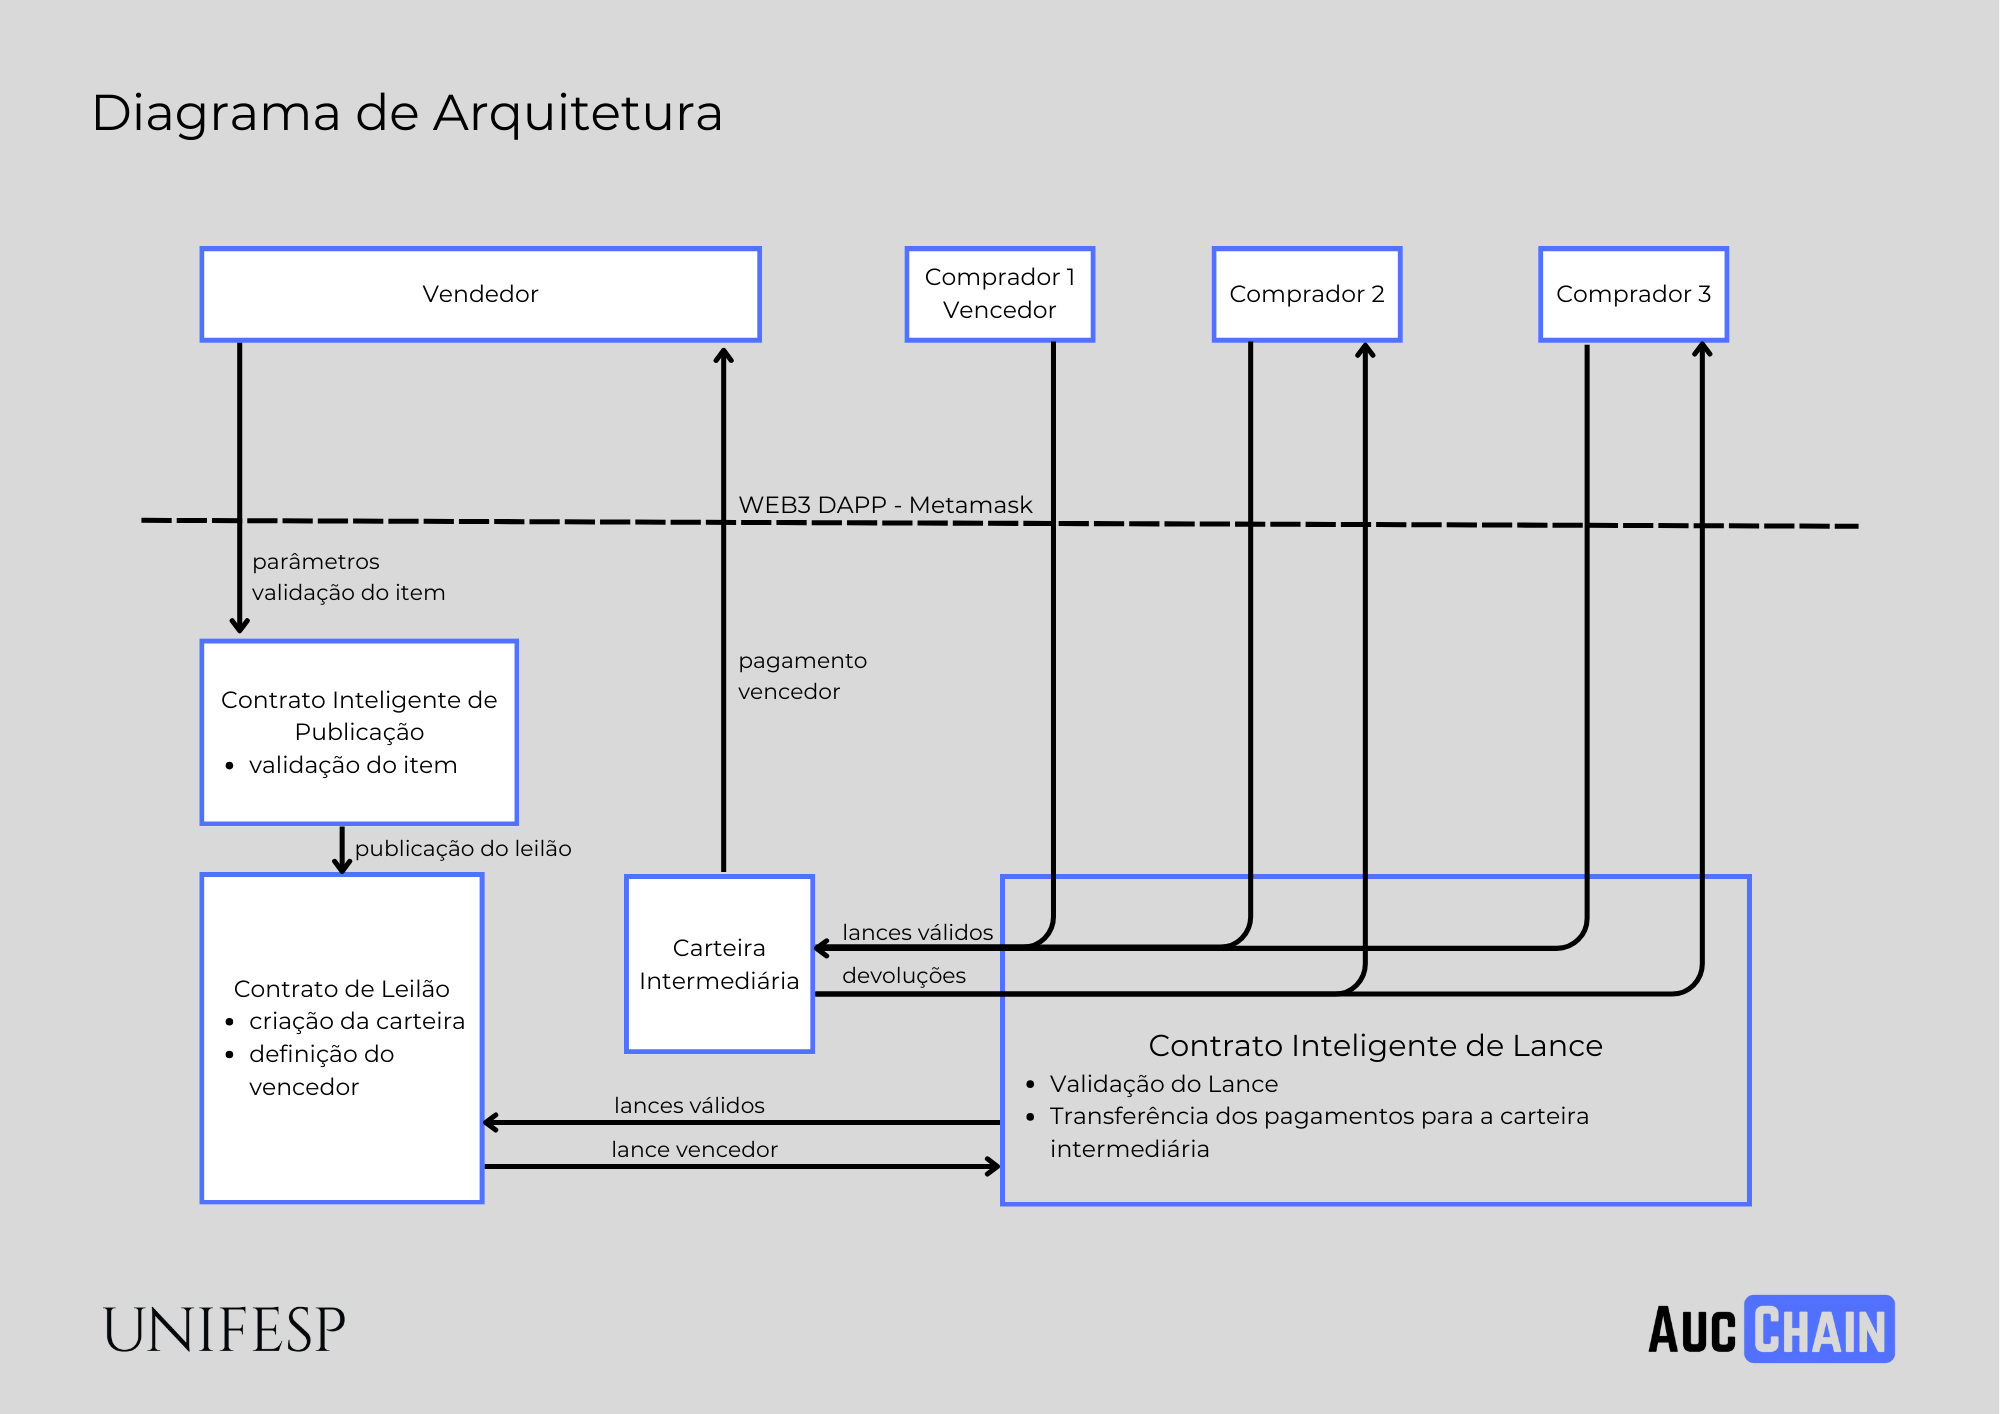 Diagrama de Arquitetura
Vendedor
Comprador 1
Vencedor
Comprador 2
Comprador 3
WEB3 DAPP - Metamask
parâmetros
validação do item
pagamento
vencedor
Contrato Inteligente de
Publicação
• validação do item
publicação do leilão
Contrato de Leilão
• criação da carteira
• definição do
vencedor
Carteira
Intermediária
lances válidos
devoluções
Contrato Inteligente de Lance
• Validação do Lance
• Transferência dos pagamentos para a carteira
intermediária
lances válidos
lance vencedor
UNIFESP
AUC CHAIN